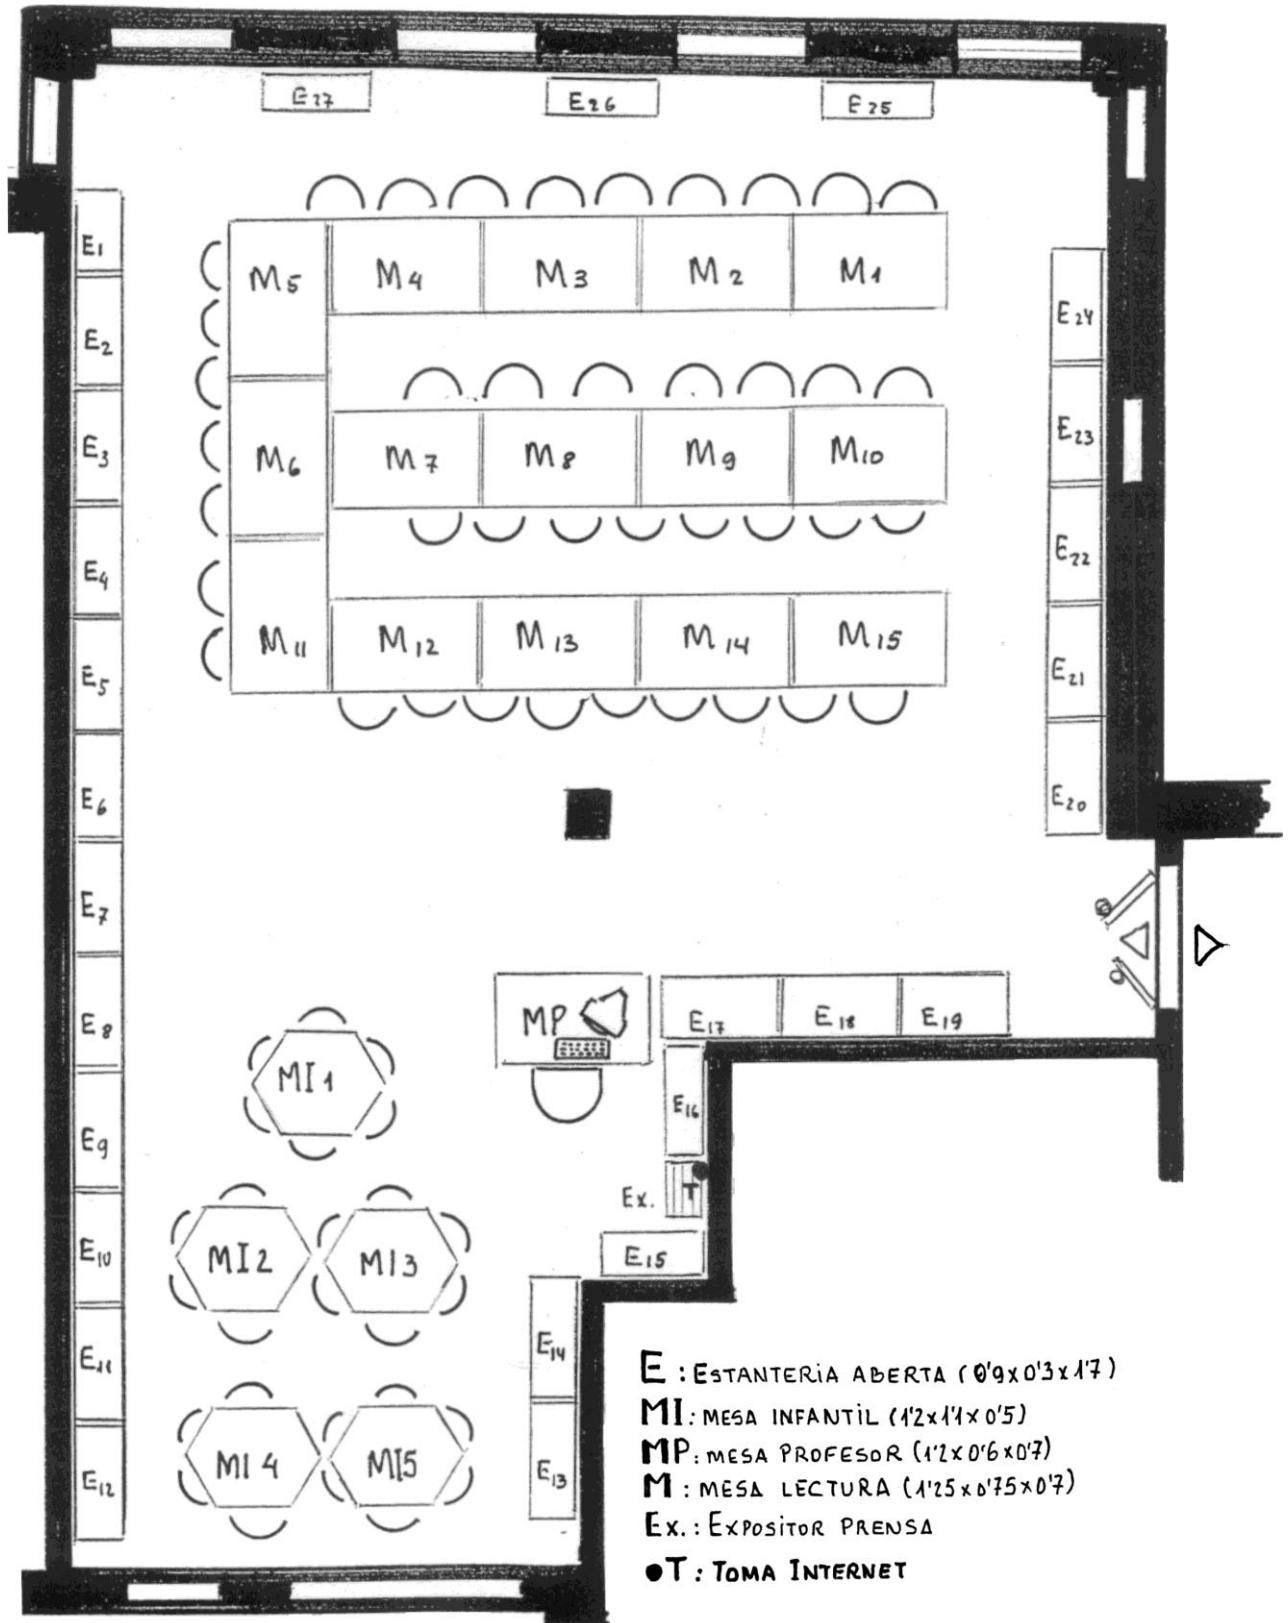 E27 E26 E25
E1
M5 M4 M3 M2 M1
E24
E2
E3
M6 M7 M8 M9 M10
E23
E4
E22
E5
M11 M12 M13 M14 M15
E21
E6
E20
E7
E8
MP
E17 E18 E19
MI1
E16
E9
Ex. T
E10
MI2 MI3
E15
E11
E14
E12
MI4 MI5
E13
E : ESTANTERÍA ABERTA (0'9x0'3x1'7)
MI: MESA INFANTÍL (1'2x1'1x0'5)
MP: MESA PROFESOR (1'2x0'6x0'7)
M : MESA LECTURA (1'25x0'75x0'7)
Ex. : EXPOSITOR PRENSA
●T : TOMA INTERNET